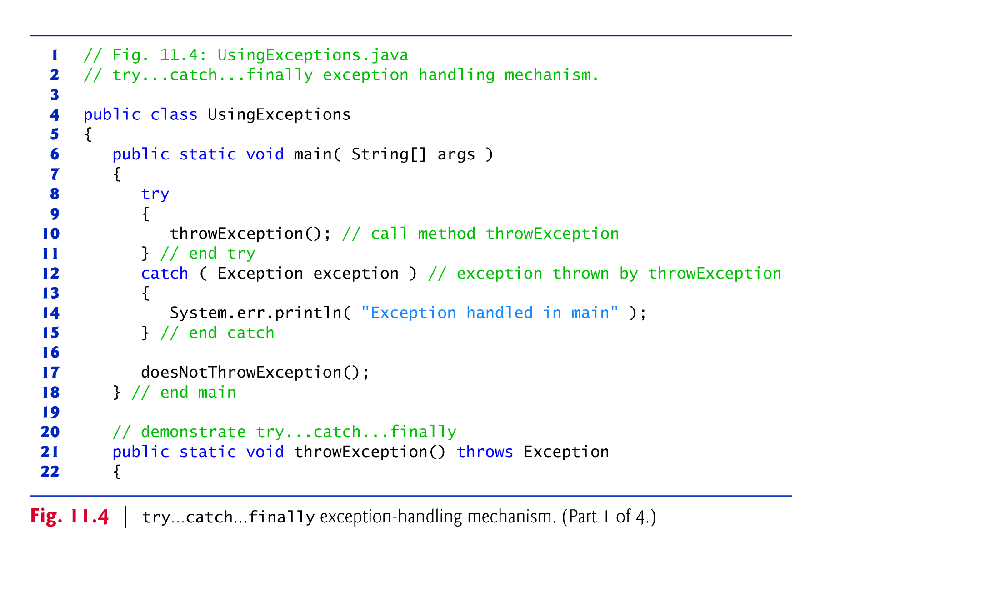 1 // Fig. 11.4: UsingExceptions.java
2 // try...catch...finally exception handling mechanism.
3
4 public class UsingExceptions
5 {
6 public static void main( String[] args )
7 {
8 try
9 {
10 throwException(); // call method throwException
11 } // end try
12 catch ( Exception exception ) // exception thrown by throwException
13 {
14 System.err.println( "Exception handled in main" );
15 } // end catch
16
17 doesNotThrowException();
18 } // end main
19
20 // demonstrate try...catch...finally
21 public static void throwException() throws Exception
22 {
Fig. 11.4 | try...catch...finally exception-handling mechanism. (Part 1 of 4.)